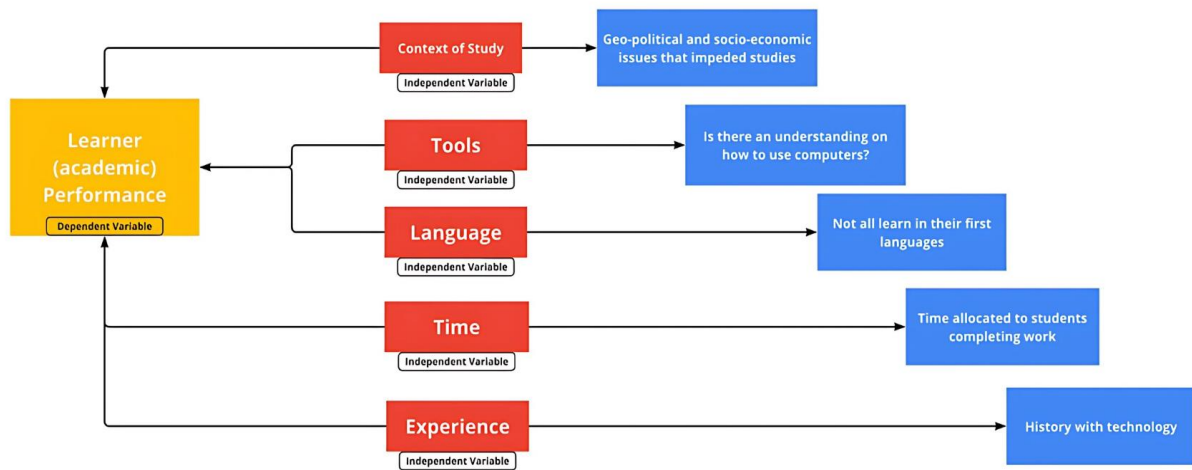 Context of Study
Independent Variable
Geo-political and socio-economic
issues that impeded studies
Learner
(academic)
Performance
Dependent Variable
Tools
Independent Variable
Is there an understanding on
how to use computers?
Language
Independent Variable
Not all learn in their first
languages
Time
Independent Variable
Time allocated to students
completing work
Experience
Independent Variable
History with technology